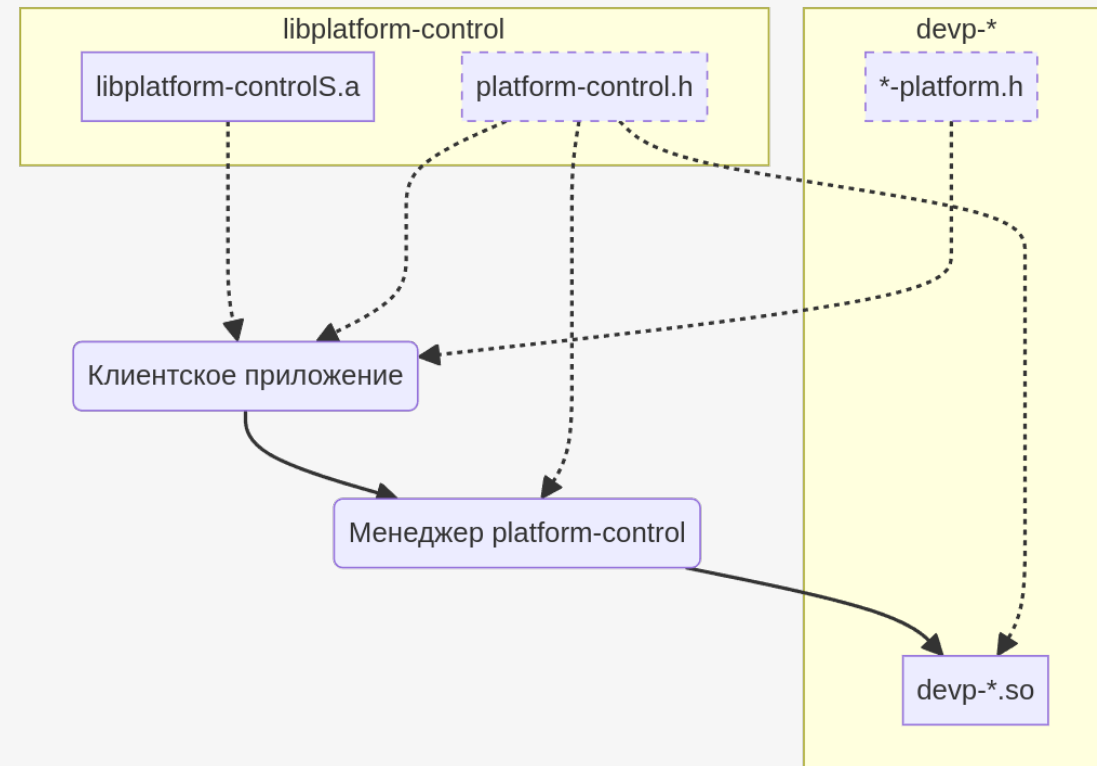 libplatform-control
devp-*
libplatform-controlS.a
platform-control.h
*-platform.h
Клиентское приложение
Менеджер platform-control
devp-*.so